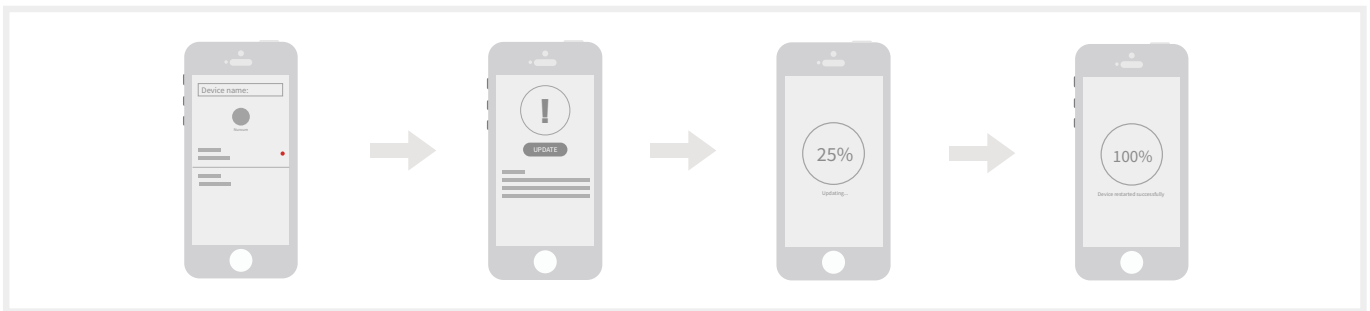 Device name:
UPDATE
25%
Updating...
100%
Device restarted successfully.